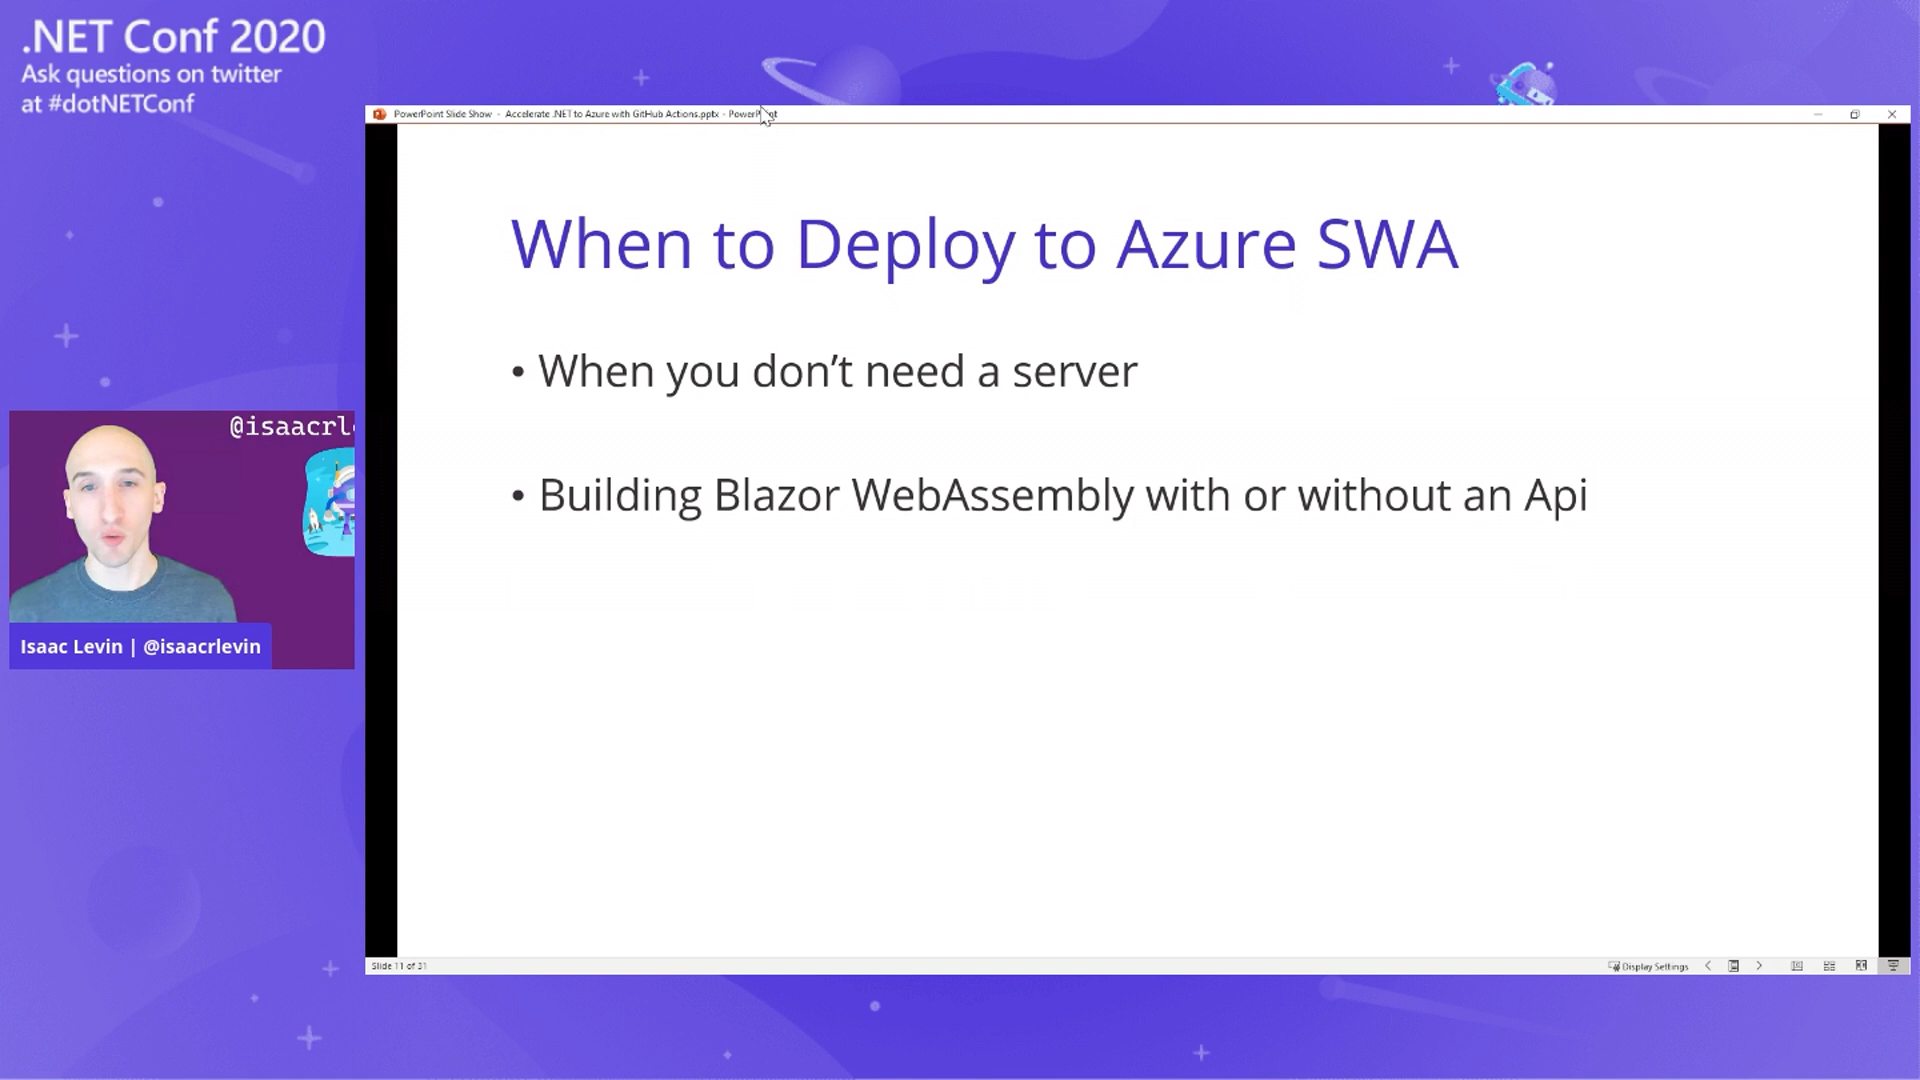 .NET Conf 2020
Ask questions on twitter
at #dotNETConf
PowerPoint Slide Show - Accelerate .NET to Azure with GitHub Actions.pptx - PowerPoint
When to Deploy to Azure SWA
• When you don’t need a server
• Building Blazor WebAssembly with or without an Api
@isaacrl
Isaac Levin | @isaacrlevin
Slide 11 of 31
Display Settings